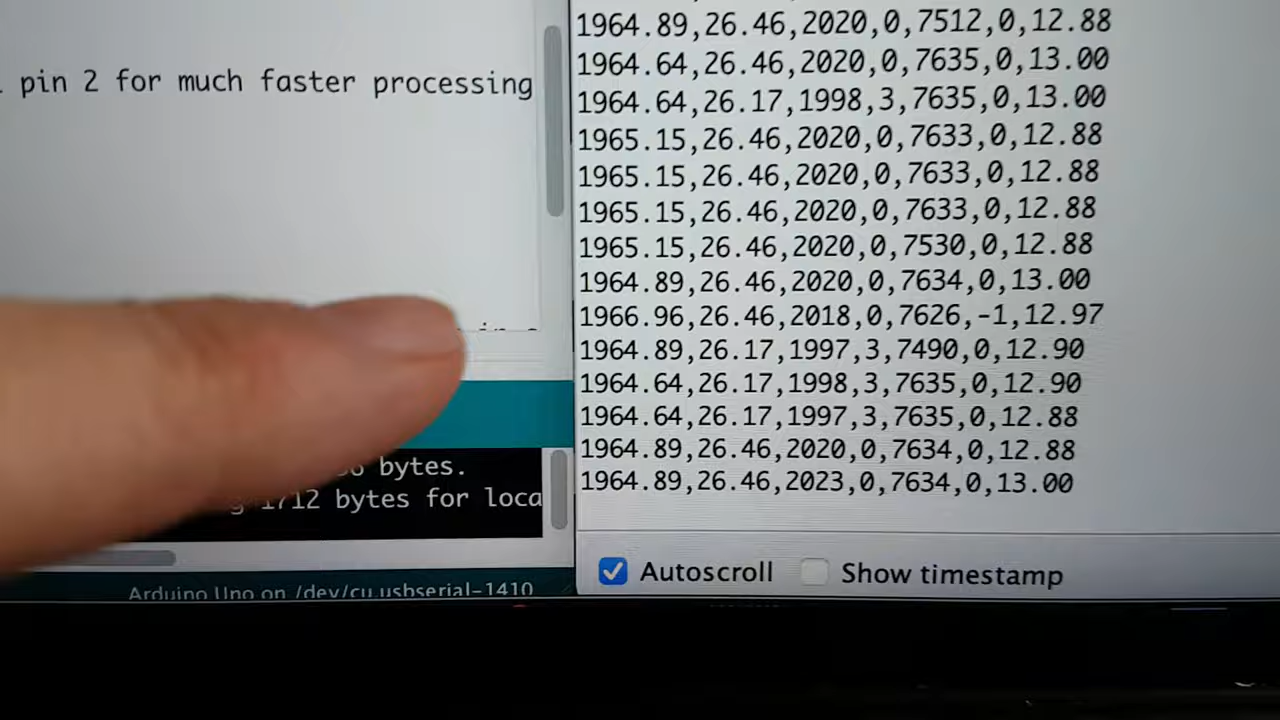 pin 2 for much faster processing
bytes.
1712 bytes for loca
Arduino Uno on /dev/cu.usbserial-1410
1964.89,26.46,2020,0,7512,0,12.88
1964.64,26.46,2020,0,7635,0,13.00
1964.64,26.17,1998,3,7635,0,13.00
1965.15,26.46,2020,0,7633,0,12.88
1965.15,26.46,2020,0,7633,0,12.88
1965.15,26.46,2020,0,7633,0,12.88
1965.15,26.46,2020,0,7530,0,12.88
1964.89,26.46,2020,0,7634,0,13.00
1966.96,26.46,2018,0,7626,-1,12.97
1964.89,26.17,1997,3,7490,0,12.90
1964.64,26.17,1998,3,7635,0,12.90
1964.64,26.17,1997,3,7635,0,12.88
1964.89,26.46,2020,0,7634,0,12.88
1964.89,26.46,2023,0,7634,0,13.00
Autoscroll Show timestamp